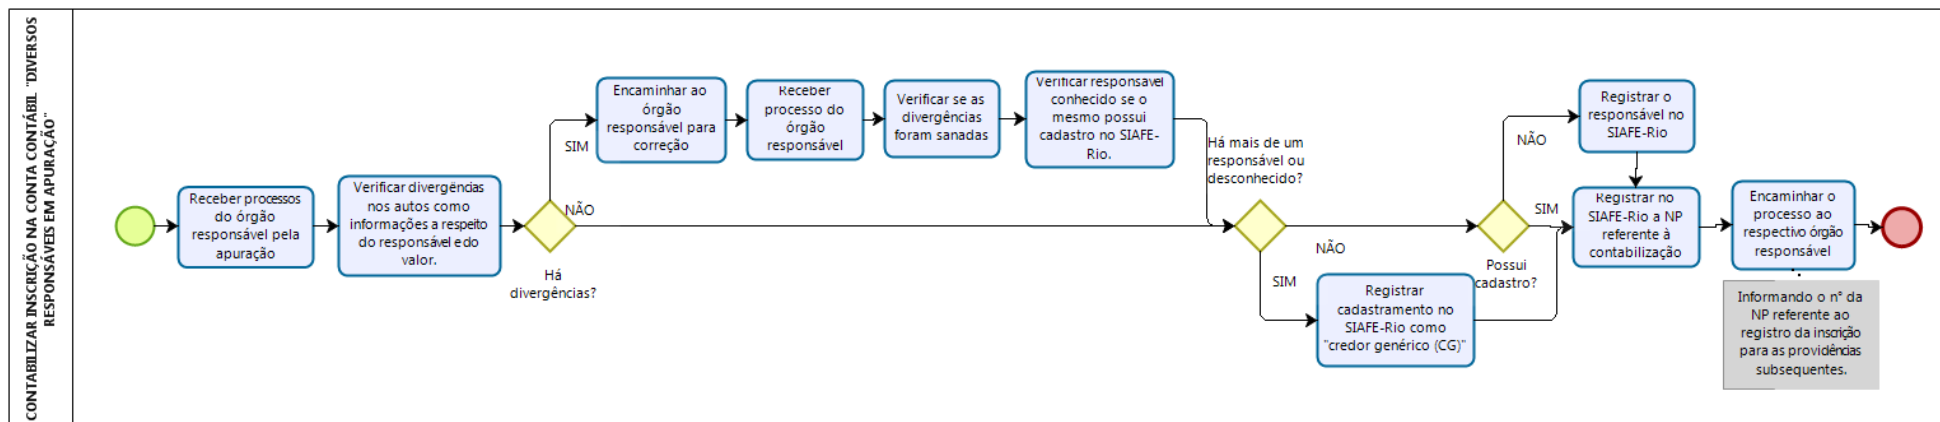 CONTABILIZAR INSCRIÇÃO NA CONTA CONTÁBIL "DIVERSOS
RESPONSÁVEIS EM APURAÇÃO"
Receber processos
do órgão
responsável pela
apuração
Verificar divergências
nos autos como
informações a respeito
do responsável e do
valor.
Há
divergências?
SIM
NÃO
Encaminhar ao
órgão
responsável para
correção
Receber
processo do
órgão
responsável
Verificar se as
divergências
foram sanadas
Verificar responsável
conhecido se o
mesmo possui
cadastro no SIAFE-
Rio.
Há mais de um
responsável ou
desconhecido?
NÃO
SIM
Registrar
cadastramento no
SIAFE-Rio como
"credor genérico (CG)"
Possui
cadastro?
NÃO
SIM
Registrar o
responsável no
SIAFE-Rio
Registrar no
SIAFE-Rio a NP
referente à
contabilização
Encaminhar o
processo ao
respectivo órgão
responsável
Informando o n° da
NP referente ao
registro da inscrição
para as providências
subsequentes.